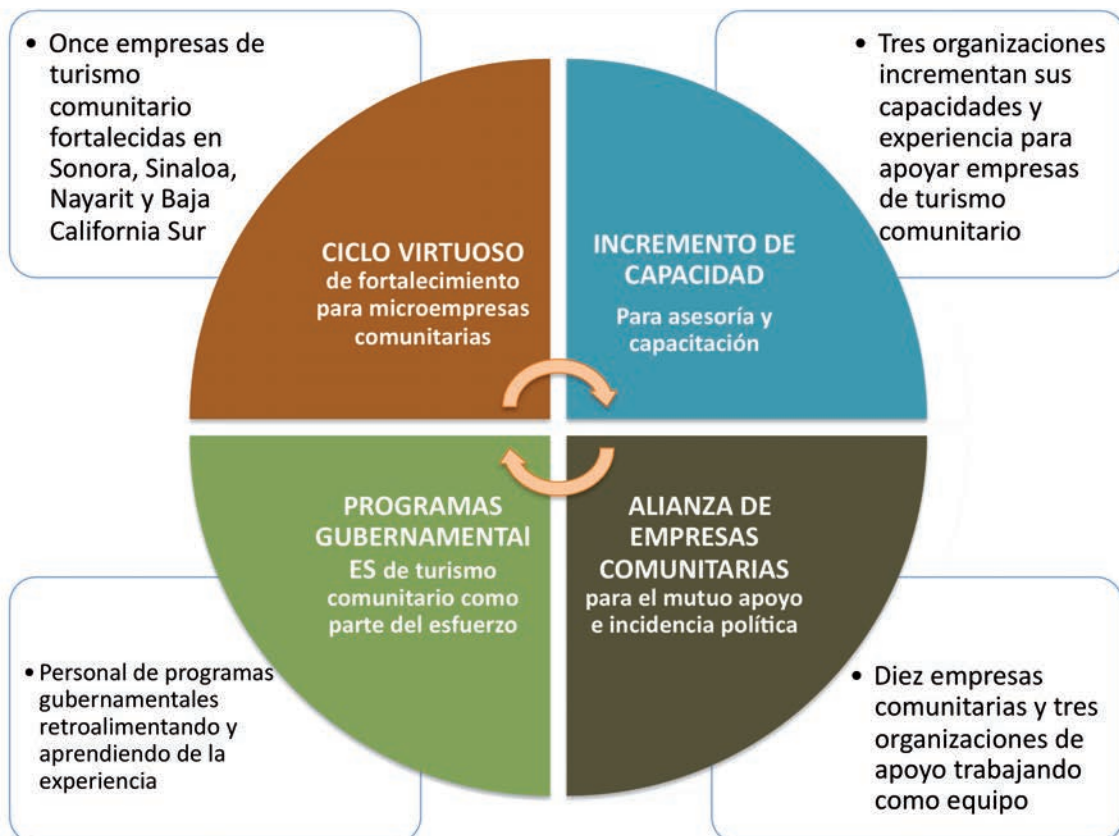 • Once empresas de
turismo
comunitario
fortalecidas en
Sonora, Sinaloa,
Nayarit y Baja
California Sur
• Tres organizaciones
incrementan sus
capacidades y
experiencia para
apoyar empresas
de turismo
comunitario
CICLO VIRTUOSO
de fortalecimiento
para microempresas
comunitarias
INCREMENTO DE
CAPACIDAD
Para asesoría y
capacitación
PROGRAMAS
GUBERNAMENTAl
ES de turismo
comunitario como
parte del esfuerzo
ALIANZA DE
EMPRESAS
COMUNITARIAS
para el mutuo apoyo
e incidencia política
• Personal de programas
gubernamentales
retroalimentando y
aprendiendo de la
experiencia
• Diez empresas
comunitarias y tres
organizaciones de
apoyo trabajando
como equipo